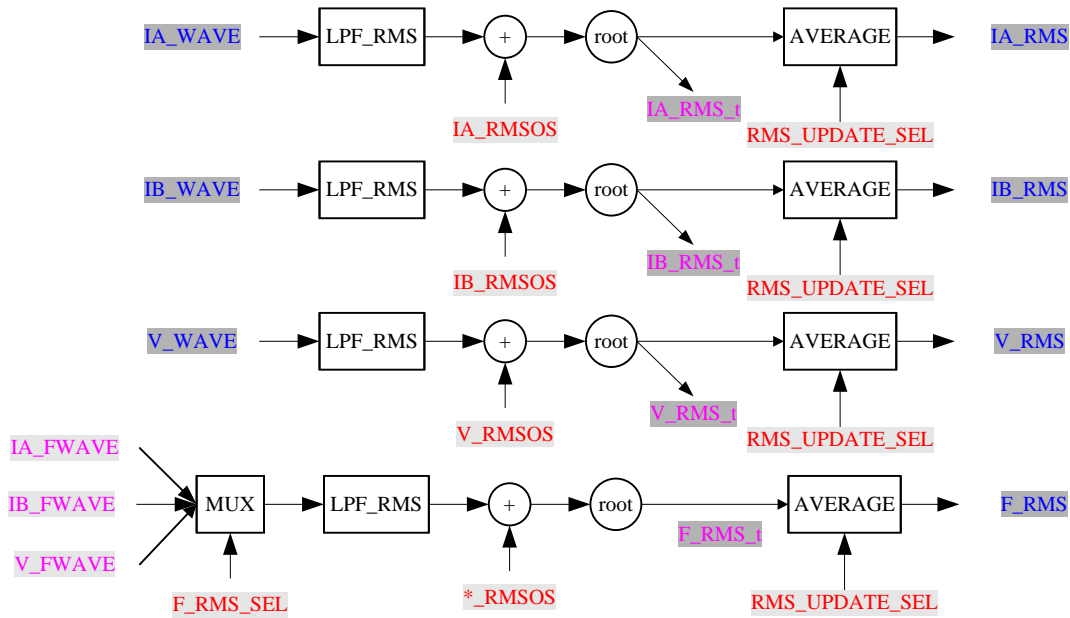 IA_WAVE LPF_RMS + root AVERAGE IA_RMS
IA_RMS_t
IA_RMSOS RMS_UPDATE_SEL
IB_WAVE LPF_RMS + root AVERAGE IB_RMS
IB_RMS_t
IB_RMSOS RMS_UPDATE_SEL
V_WAVE LPF_RMS + root AVERAGE V_RMS
V_RMS_t
V_RMSOS RMS_UPDATE_SEL
IA_FWAVE
IB_FWAVE MUX LPF_RMS + root AVERAGE F_RMS
F_RMS_t
V_FWAVE
F_RMS_SEL *_RMSOS RMS_UPDATE_SEL